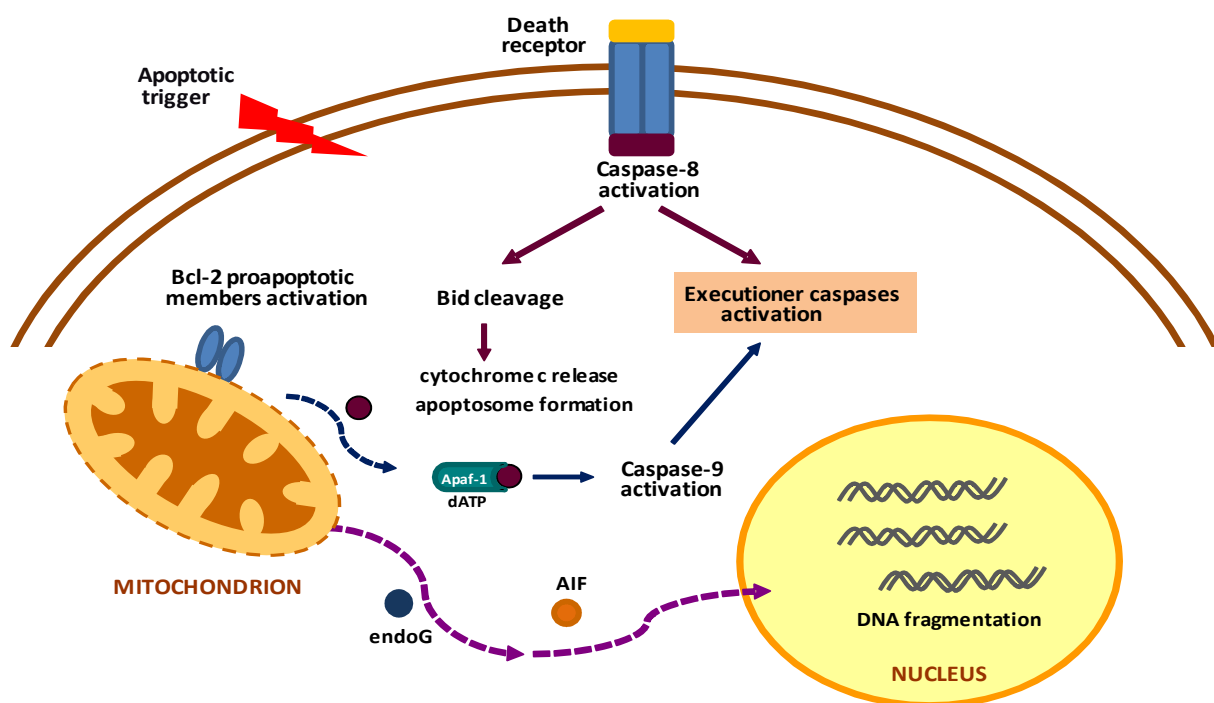 Death
receptor
Apoptotic
trigger
Caspase-8
activation
Bcl-2 proapoptotic
members activation
Bid cleavage
Executioner caspases
activation
cytochrome c release
apoptosome formation
Apaf-1
dATP
Caspase-9
activation
MITOCHONDRION
endoG
AIF
DNA fragmentation
NUCLEUS